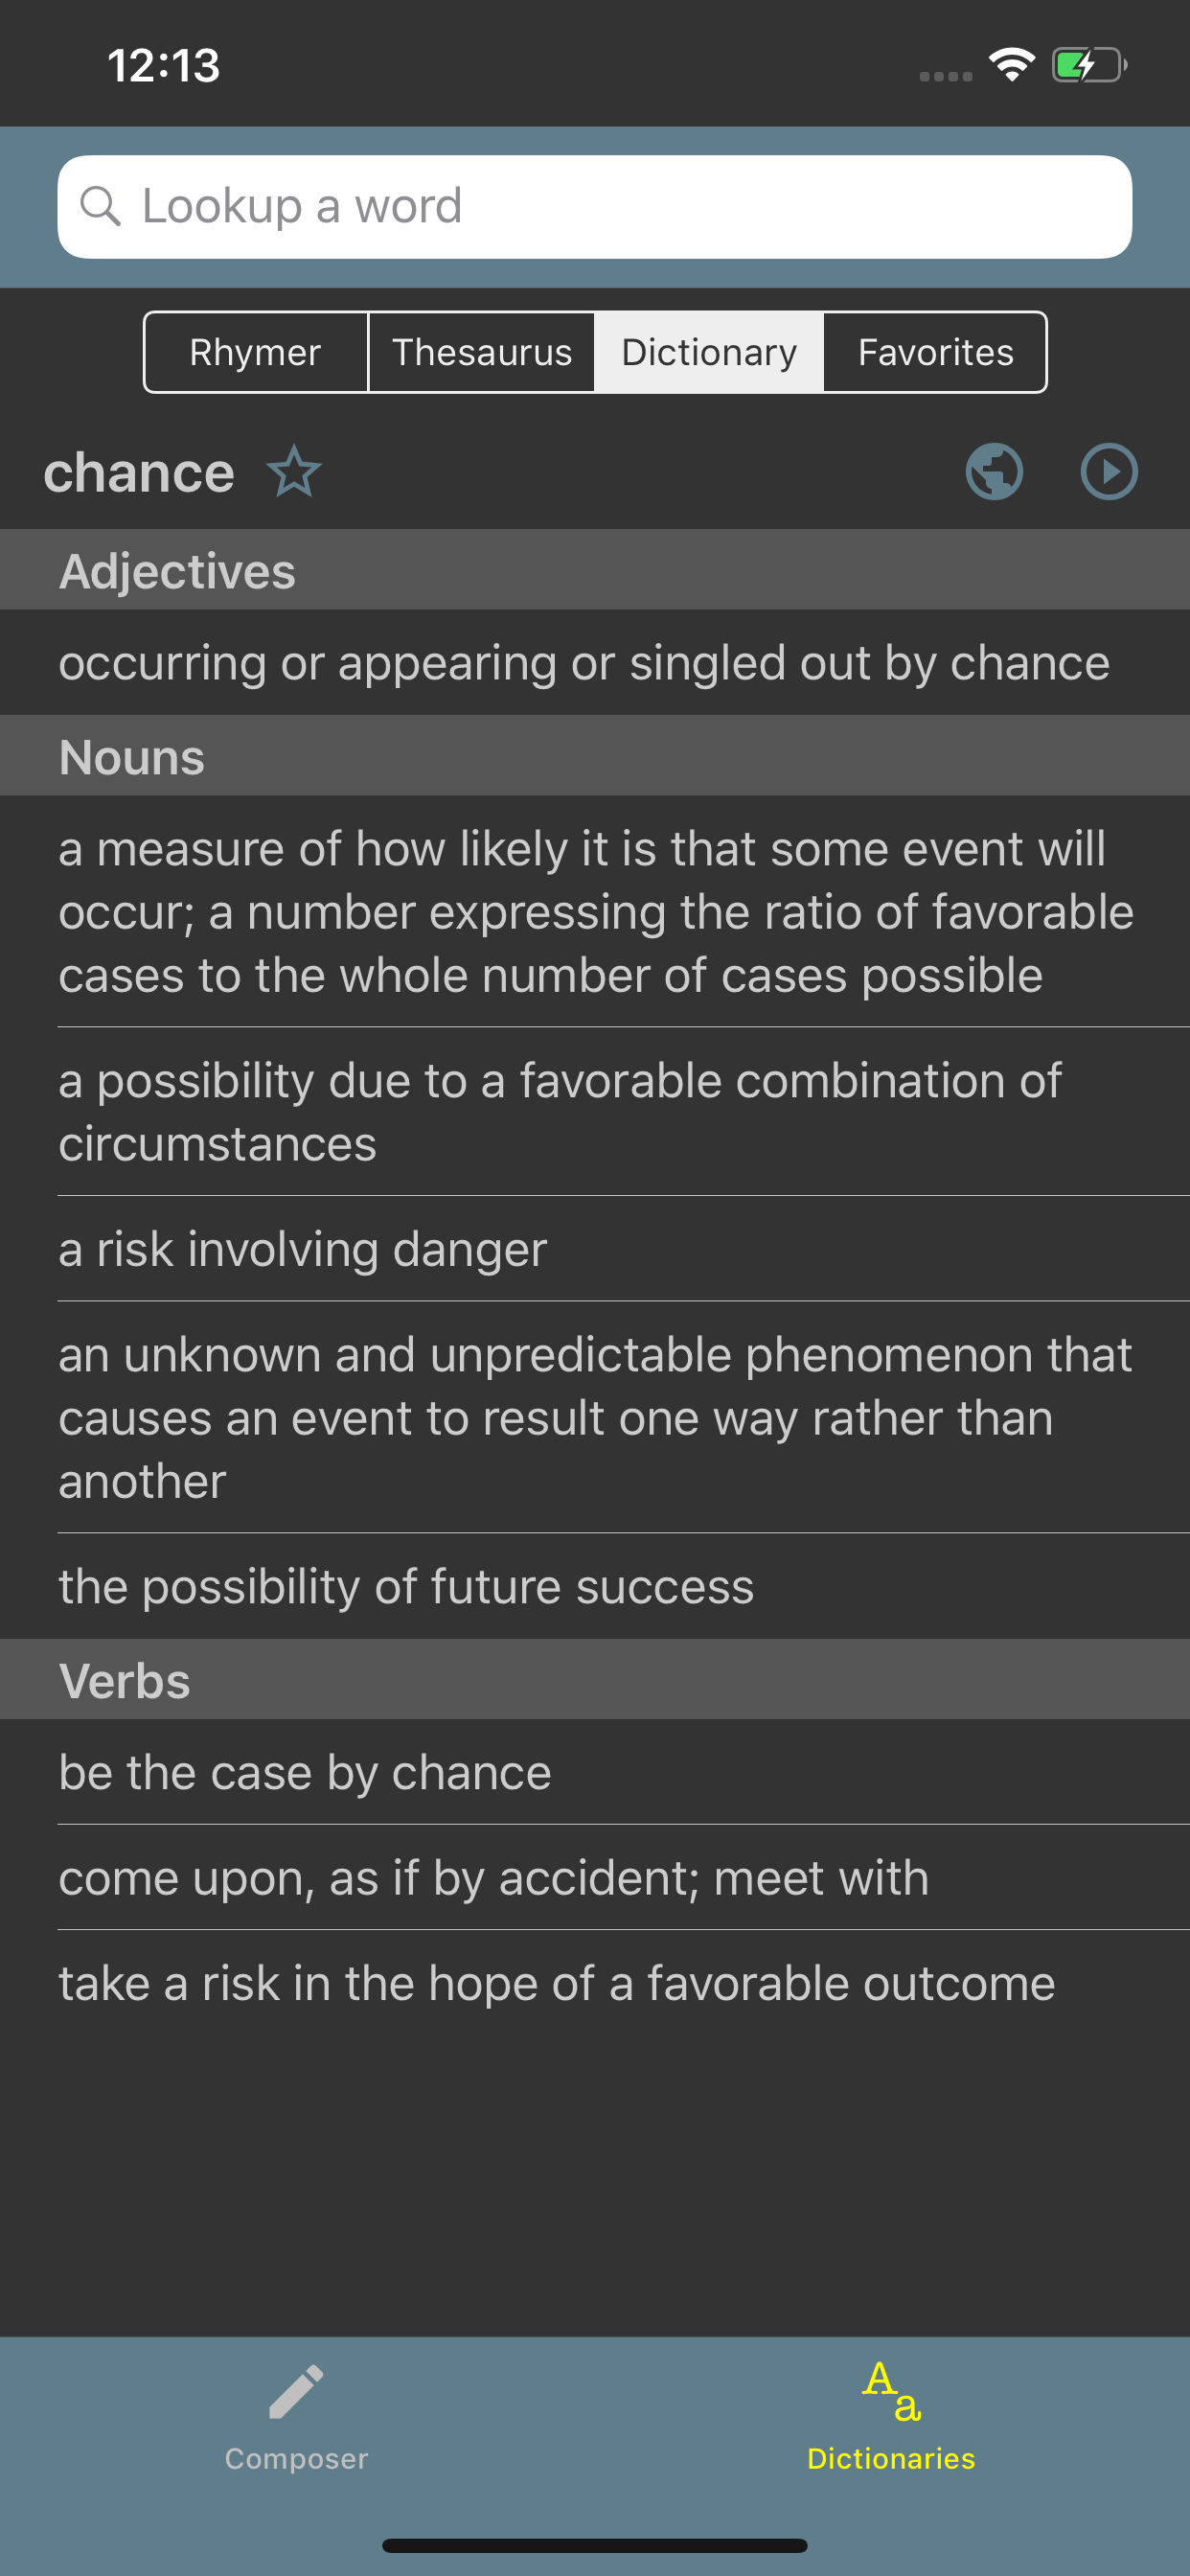 12:13
Lookup a word
Rhymer Thesaurus Dictionary Favorites
chance
Adjectives
occurring or appearing or singled out by chance
Nouns
a measure of how likely it is that some event will
occur; a number expressing the ratio of favorable
cases to the whole number of cases possible
a possibility due to a favorable combination of
circumstances
a risk involving danger
an unknown and unpredictable phenomenon that
causes an event to result one way rather than
another
the possibility of future success
Verbs
be the case by chance
come upon, as if by accident; meet with
take a risk in the hope of a favorable outcome
A
a
Composer Dictionaries